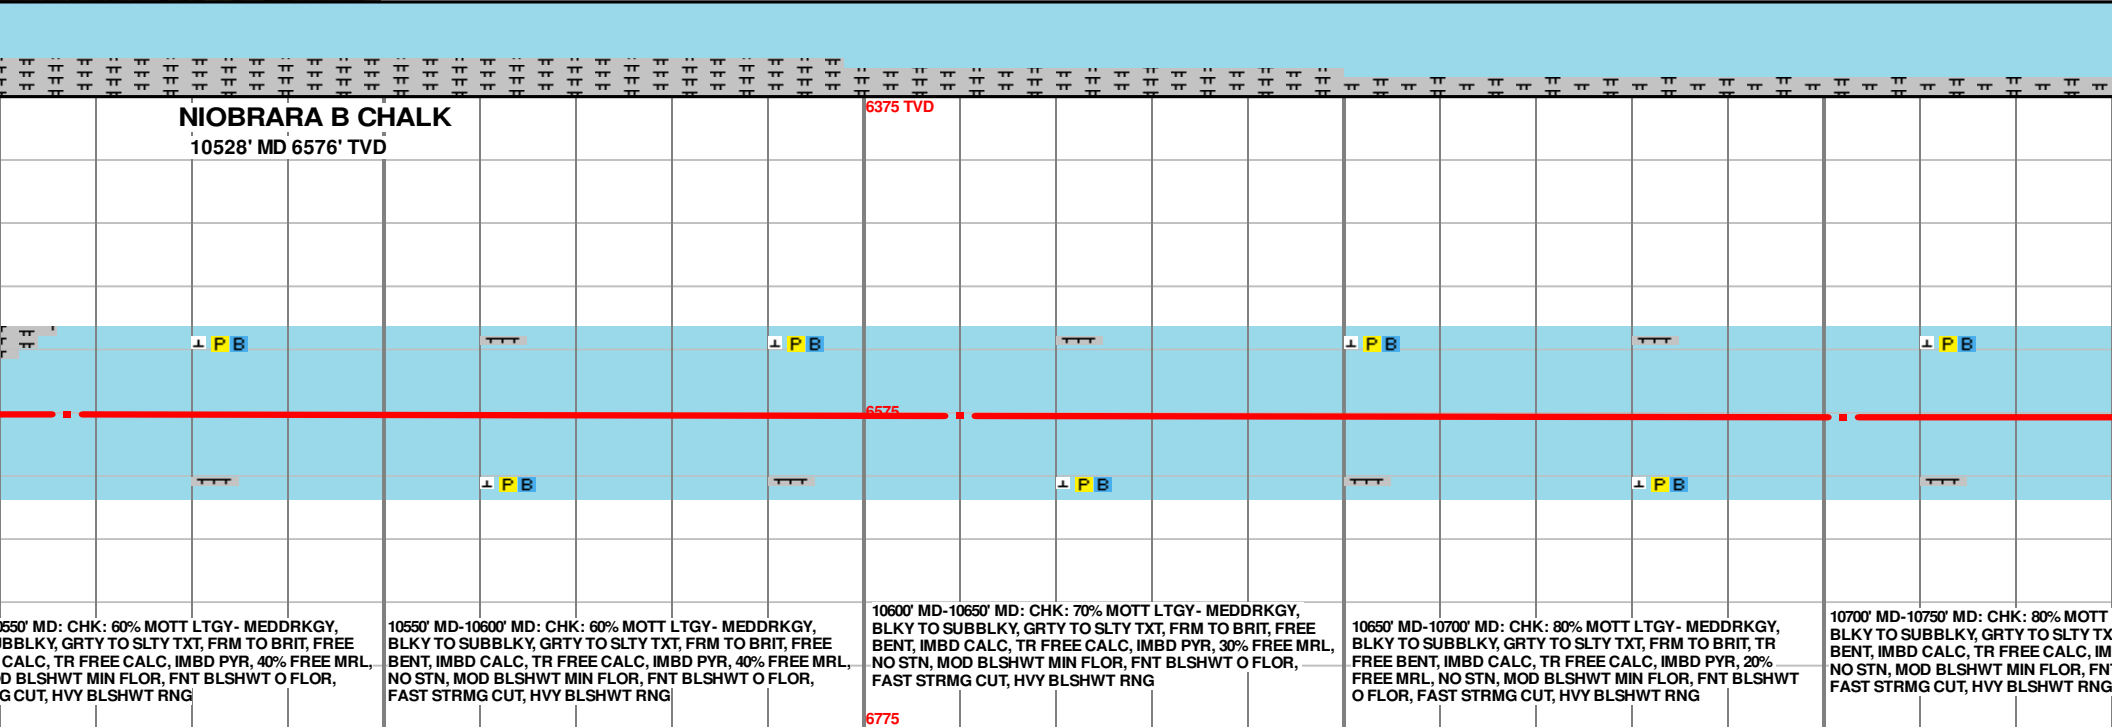 NIOBRARA B CHALK
10528' MD 6576' TVD
6375 TVD
P B
P B
P B
P B
6575
P B
P B
P B
550' MD: CHK: 60% MOTT LTGY- MEDDRKGY,
BBLKY, GRTY TO SLTY TXT, FRM TO BRIT, FREE
CALC, TR FREE CALC, IMBD PYR, 40% FREE MRL,
D BLSHWT MIN FLOR, FNT BLSHWT O FLOR,
G CUT, HVY BLSHWT RNG
10550' MD-10600' MD: CHK: 60% MOTT LTGY- MEDDRKGY,
BLKY TO SUBBLKY, GRTY TO SLTY TXT, FRM TO BRIT, FREE
BENT, IMBD CALC, TR FREE CALC, IMBD PYR, 40% FREE MRL,
NO STN, MOD BLSHWT MIN FLOR, FNT BLSHWT O FLOR,
FAST STRMG CUT, HVY BLSHWT RNG
10600' MD-10650' MD: CHK: 70% MOTT LTGY- MEDDRKGY,
BLKY TO SUBBLKY, GRTY TO SLTY TXT, FRM TO BRIT, FREE
BENT, IMBD CALC, TR FREE CALC, IMBD PYR, 30% FREE MRL,
NO STN, MOD BLSHWT MIN FLOR, FNT BLSHWT O FLOR,
FAST STRMG CUT, HVY BLSHWT RNG
10650' MD-10700' MD: CHK: 80% MOTT LTGY- MEDDRKGY,
BLKY TO SUBBLKY, GRTY TO SLTY TXT, FRM TO BRIT, TR
FREE BENT, IMBD CALC, TR FREE CALC, IMBD PYR, 20%
FREE MRL, NO STN, MOD BLSHWT MIN FLOR, FNT BLSHWT
O FLOR, FAST STRMG CUT, HVY BLSHWT RNG
10700' MD-10750' MD: CHK: 80% MOTT
BLKY TO SUBBLKY, GRTY TO SLTY TX
BENT, IMBD CALC, TR FREE CALC, IM
NO STN, MOD BLSHWT MIN FLOR, FN
FAST STRMG CUT, HVY BLSHWT RNG
6775